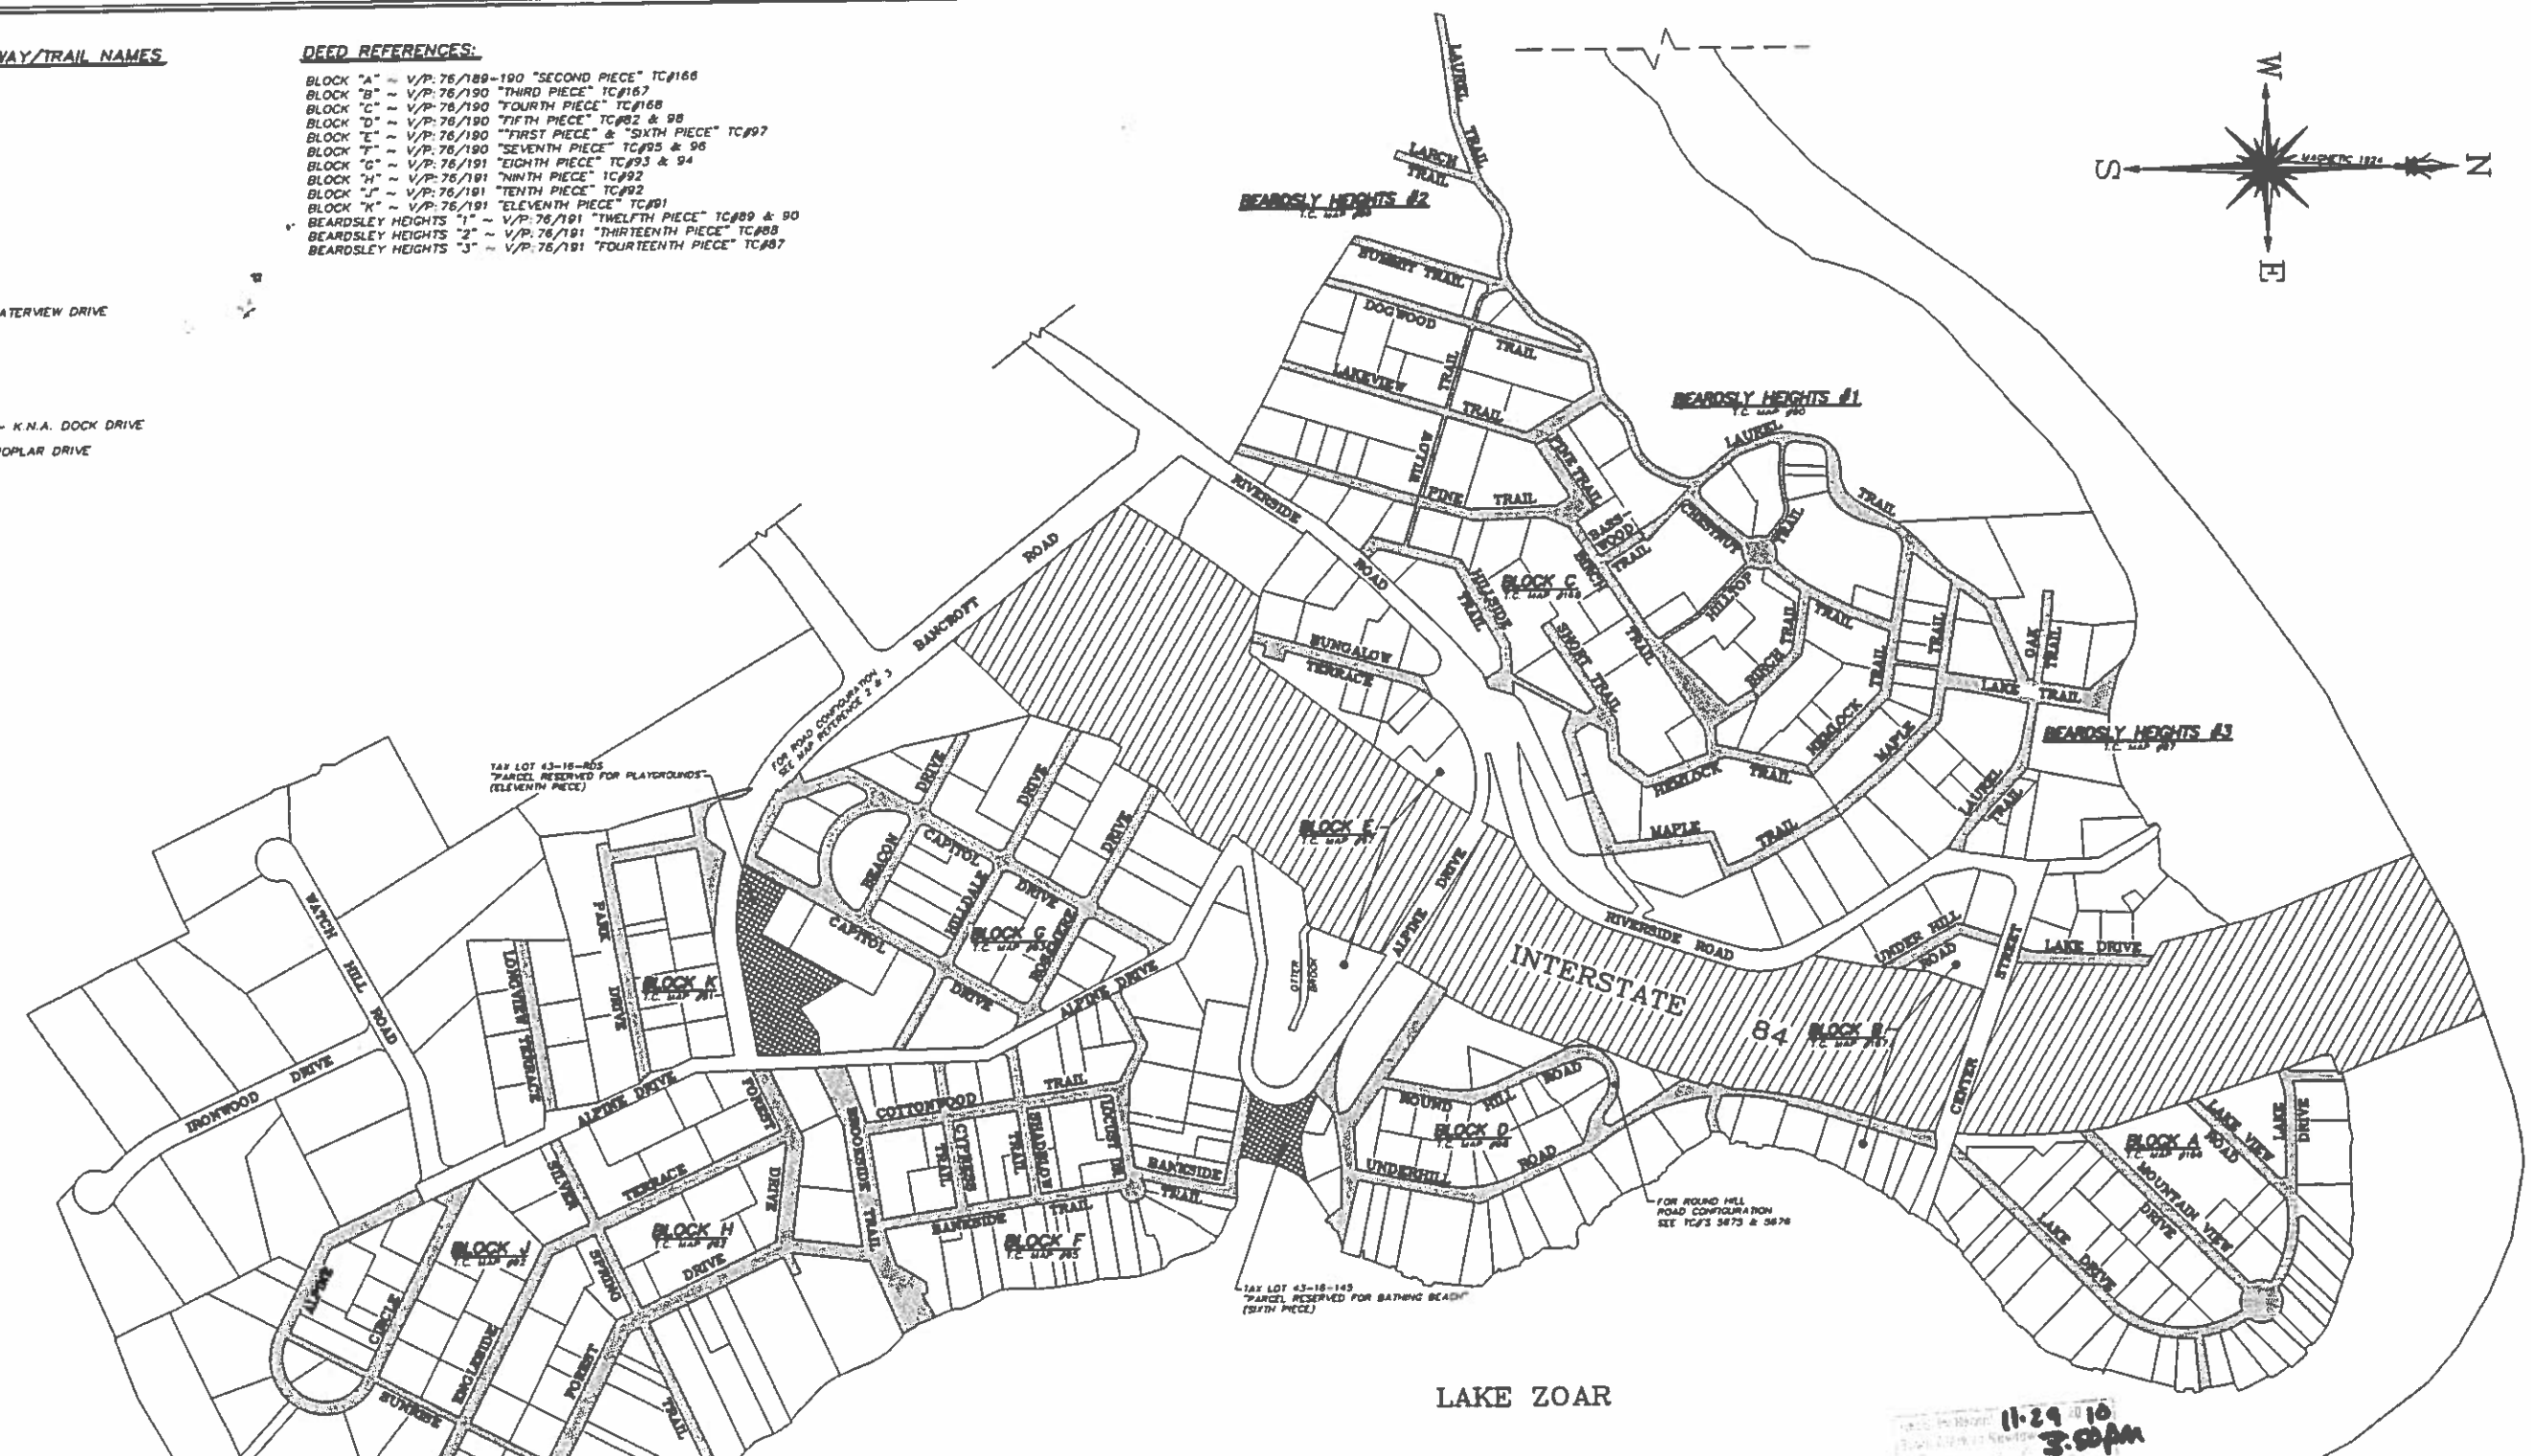 WAY/TRAIL NAMES
ATERVIEW DRIVE
K.N.A. DOCK DRIVE
OPLAR DRIVE
DEED REFERENCES:
BLOCK "A" ~ V/P: 76/189-190 "SECOND PIECE" TC#166
BLOCK "B" ~ V/P: 76/190 "THIRD PIECE" TC#167
BLOCK "C" ~ V/P: 76/190 "FOURTH PIECE" TC#168
BLOCK "D" ~ V/P: 76/190 "FIFTH PIECE" TC#82 & 98
BLOCK "E" ~ V/P: 76/190 ""FIRST PIECE" & "SIXTH PIECE" TC#97
BLOCK "F" ~ V/P: 76/190 "SEVENTH PIECE" TC#95 & 96
BLOCK "G" ~ V/P: 76/191 "EIGHTH PIECE" TC#93 & 94
BLOCK "H" ~ V/P: 76/191 "NINTH PIECE" TC#92
BLOCK "J" ~ V/P: 76/191 "TENTH PIECE" TC#92
BLOCK "K" ~ V/P: 76/191 "ELEVENTH PIECE" TC#91
BEARDSLEY HEIGHTS "1" ~ V/P: 76/191 "TWELFTH PIECE" TC#89 & 90
BEARDSLEY HEIGHTS "2" ~ V/P: 76/191 "THIRTEENTH PIECE" TC#88
BEARDSLEY HEIGHTS "3" ~ V/P: 76/191 "FOURTEENTH PIECE" TC#87
W
S
MAGNETIC 1924
N
E
LAUREL
TRAIL
LARCH
TRAIL
BEARDSLY HEIGHTS #2
SUMMIT TRAIL
DOGWOOD
TRAIL
LAKEVIEW
TRAIL
TRAIL
WILLOW
PINE
TRAIL
PINE TRAIL
BEARDSLY HEIGHTS #1
LAUREL
TRAIL
CHESTNUT
TRAIL
BASS-
WOOD
TRAIL
BIRCH
TRAIL
HILLTOP
TRAIL
BIRCH TRAIL
BLOCK C
HILLSIDE
TRAIL
SHORT TRAIL
RIVERSIDE
ROAD
BANCROFT
ROAD
BUNGALOW
TERRACE
TRAIL
TRAIL
OAK
TRAIL
LAKE
TRAIL
HEMLOCK
MAPLE
HEMLOCK
TRAIL
MAPLE
TRAIL
LAUREL
TRAIL
BEARDSLY HEIGHTS #3
FOR ROAD CONFIGURATION
SEE MAP REFERENCE 2 & 3
TAX LOT 43-16-RDS
"PARCEL RESERVED FOR PLAYGROUNDS"
(ELEVENTH PIECE)
DRIVE
DRIVE
DRIVE
BEACON
CAPITOL
DRIVE
HILLDALE
BLOCK G
CAPITOL
DRIVE
BLOCK E
ALPINE
DRIVE
OTTER
BROOK
ALPINE DRIVE
INTERSTATE
84
RIVERSIDE ROAD
UNDER HILL
ROAD
STREET
CENTER
LAKE DRIVE
BLOCK B
WATCH
HILL
ROAD
IRONWOOD
DRIVE
LONGVIEW
TERRACE
PARK
DRIVE
BLOCK K
ALPINE DRIVE
FOREST
DRIVE
BROOKSIDE
TRAIL
COTTONWOOD
TRAIL
CYPRESS
TRAIL
SHADBLOW
TRAIL
LOCUST DR
BANKSIDE
TRAIL
BANKSIDE
TRAIL
BLOCK F
ROUND
HILL
ROAD
BLOCK D
UNDERHILL
ROAD
FOR ROUND HILL
ROAD CONFIGURATION
SEE TC#'S 5675 & 5676
BLOCK A
LAKE VIEW
ROAD
LAKE
DRIVE
MOUNTAIN VIEW
DRIVE
LAKE
DRIVE
SILVER
TERRACE
BLOCK H
SPRING
DRIVE
BLOCK J
ALPINE
CIRCLE
ENGLESIDE
FOREST
TRAIL
SUNRISE
TAX LOT 43-16-145
"PARCEL RESERVED FOR BATHING BEACH"
(SIXTH PIECE)
LAKE ZOAR
11-29 10
3:50PM